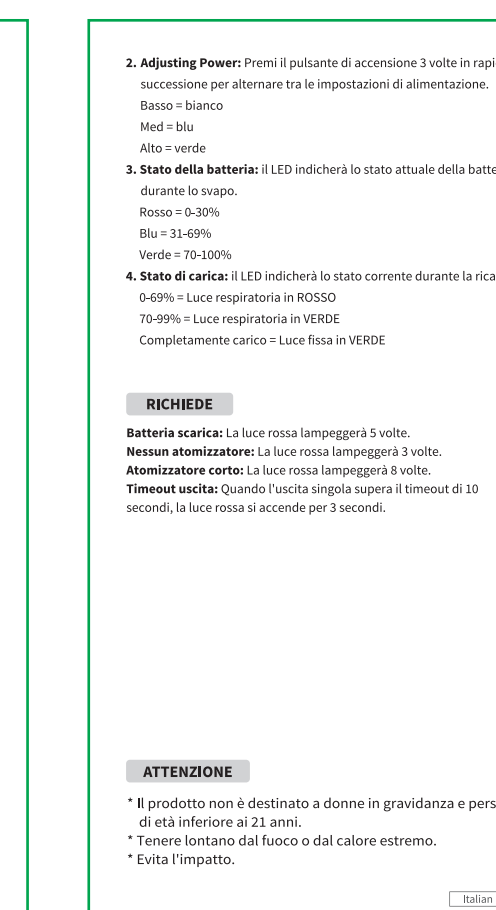 2. Adjusting Power: Premi il pulsante di accensione 3 volte in
successione per alternare tra le impostazioni di alimentazione.
Basso = bianco
Med = blu
Alto = verde
3. Stato della batteria: il LED indicherà lo stato attuale della
durante lo svapo.
Rosso = 0-30%
Blu = 31-69%
Verde = 70-100%
4. Stato di carica: il LED indicherà lo stato corrente durante la
0-69% = Luce respiratoria in ROSSO
70-99% = Luce respiratoria in VERDE
Completamente carico = Luce fissa in VERDE
RICHIEDE
Batteria scarica: La luce rossa lampeggerà 5 volte.
Nessun atomizzatore: La luce rossa lampeggerà 3 volte.
Atomizzatore corto: La luce rossa lampeggerà 8 volte.
Timeout uscita: Quando l'uscita singola supera il timeout di 10
secondi, la luce rossa si accende per 3 secondi.
ATTENZIONE
* Il prodotto non è destinato a donne in gravidanza e
di età inferiore ai 21 anni.
* Tenere lontano dal fuoco o dal calore estremo.
* Evita l'impatto.
Italian